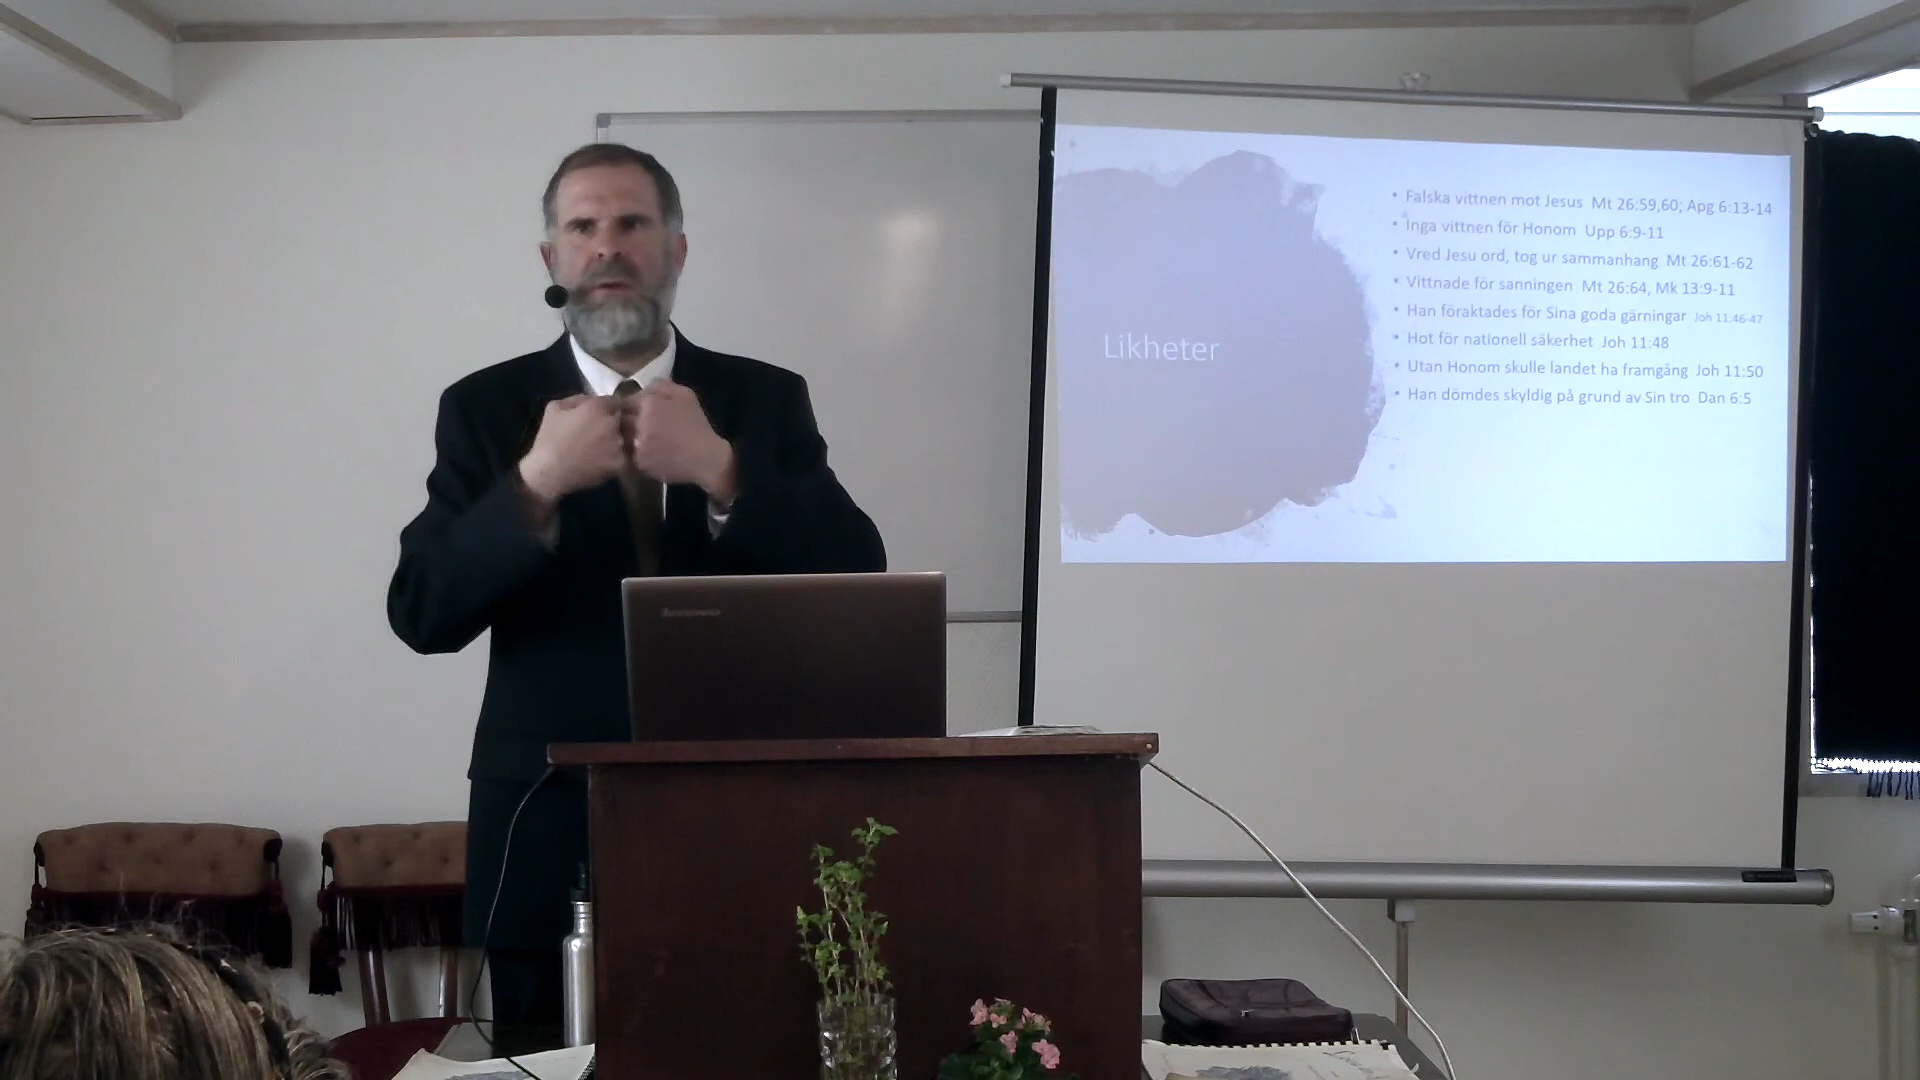 Likheter
• Falska vittnen mot Jesus Mt 26:59,60; Apg 6:13-14
• Inga vittnen för Honom Upp 6:9-11
• Vred Jesu ord, tog ur sammanhang Mt 26:61-62
• Vittnade för sanningen Mt 26:64, Mk 13:9-11
• Han föraktades för Sina goda gärningar Joh 11:46-47
• Hot för nationell säkerhet Joh 11:48
• Utan Honom skulle landet ha framgång Joh 11:50
• Han dömdes skyldig på grund av Sin tro Dan 6:5
lenovo